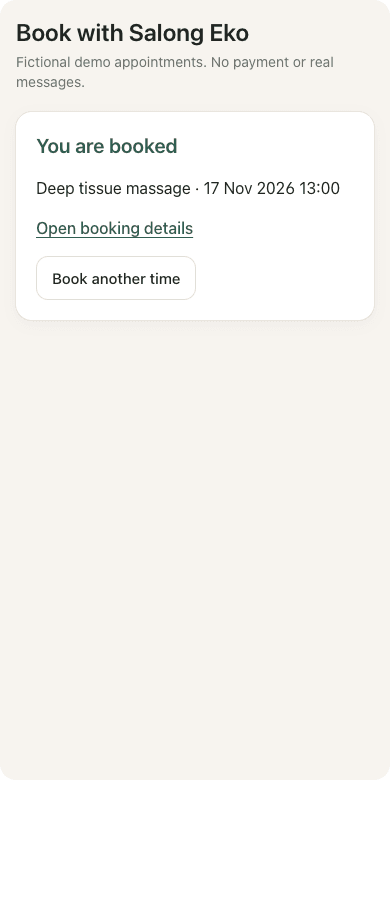 Book with Salong Eko
Fictional demo appointments. No payment or real
messages.
You are booked
Deep tissue massage · 17 Nov 2026 13:00
Open booking details
Book another time